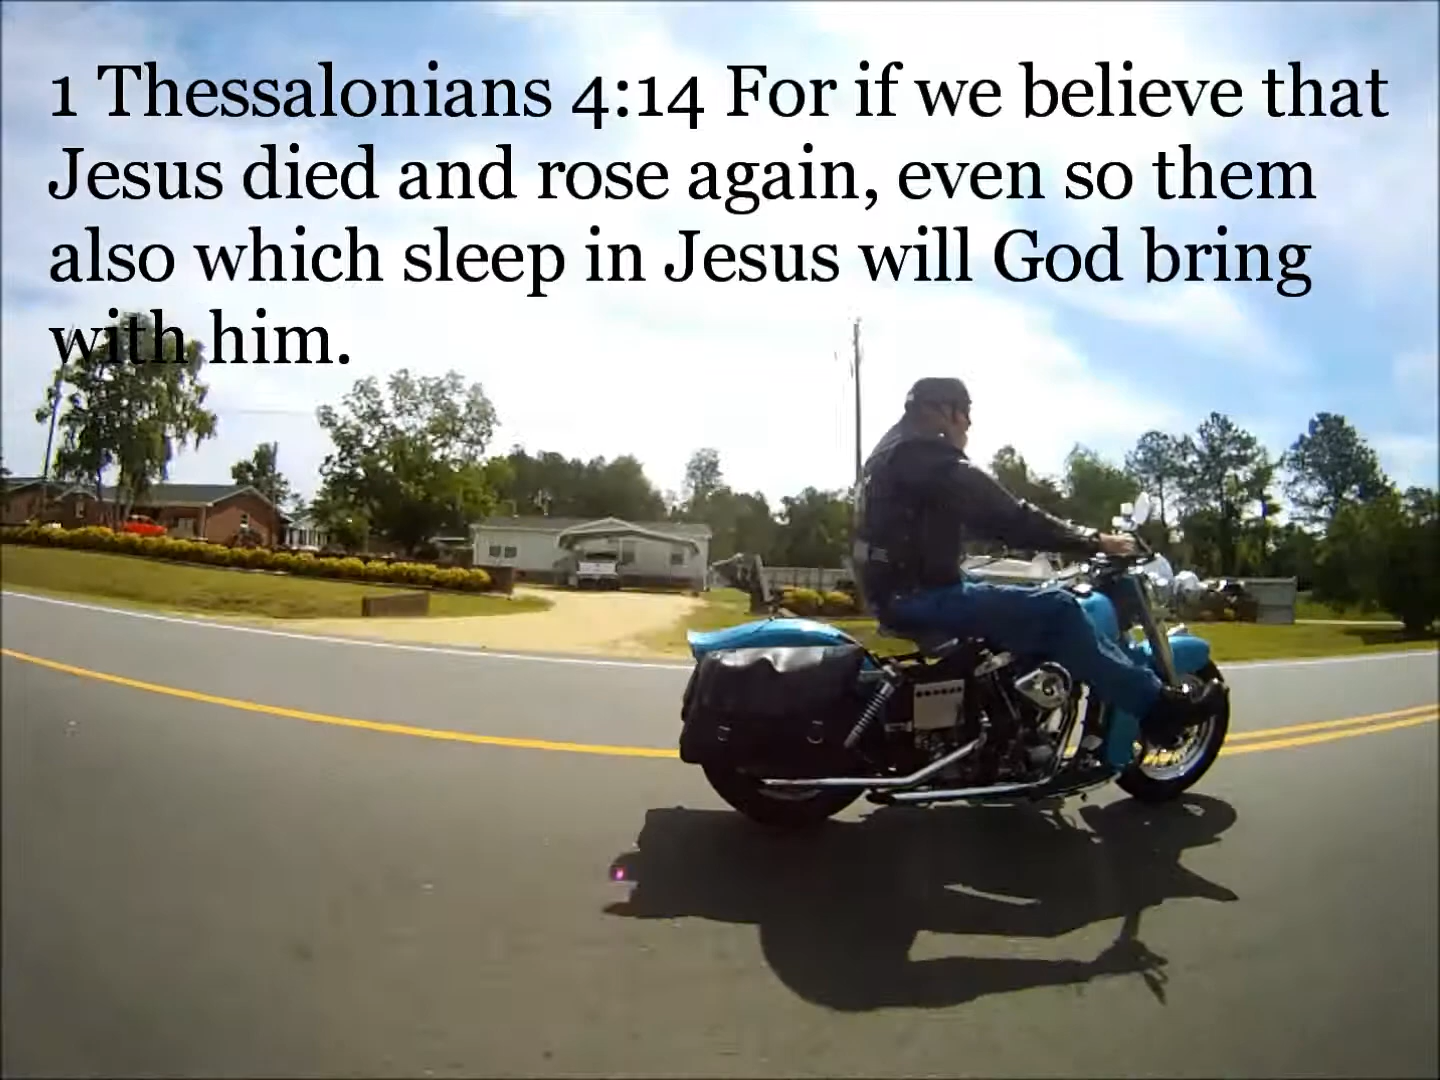 1 Thessalonians 4:14 For if we believe that
Jesus died and rose again, even so them
also which sleep in Jesus will God bring
with him.